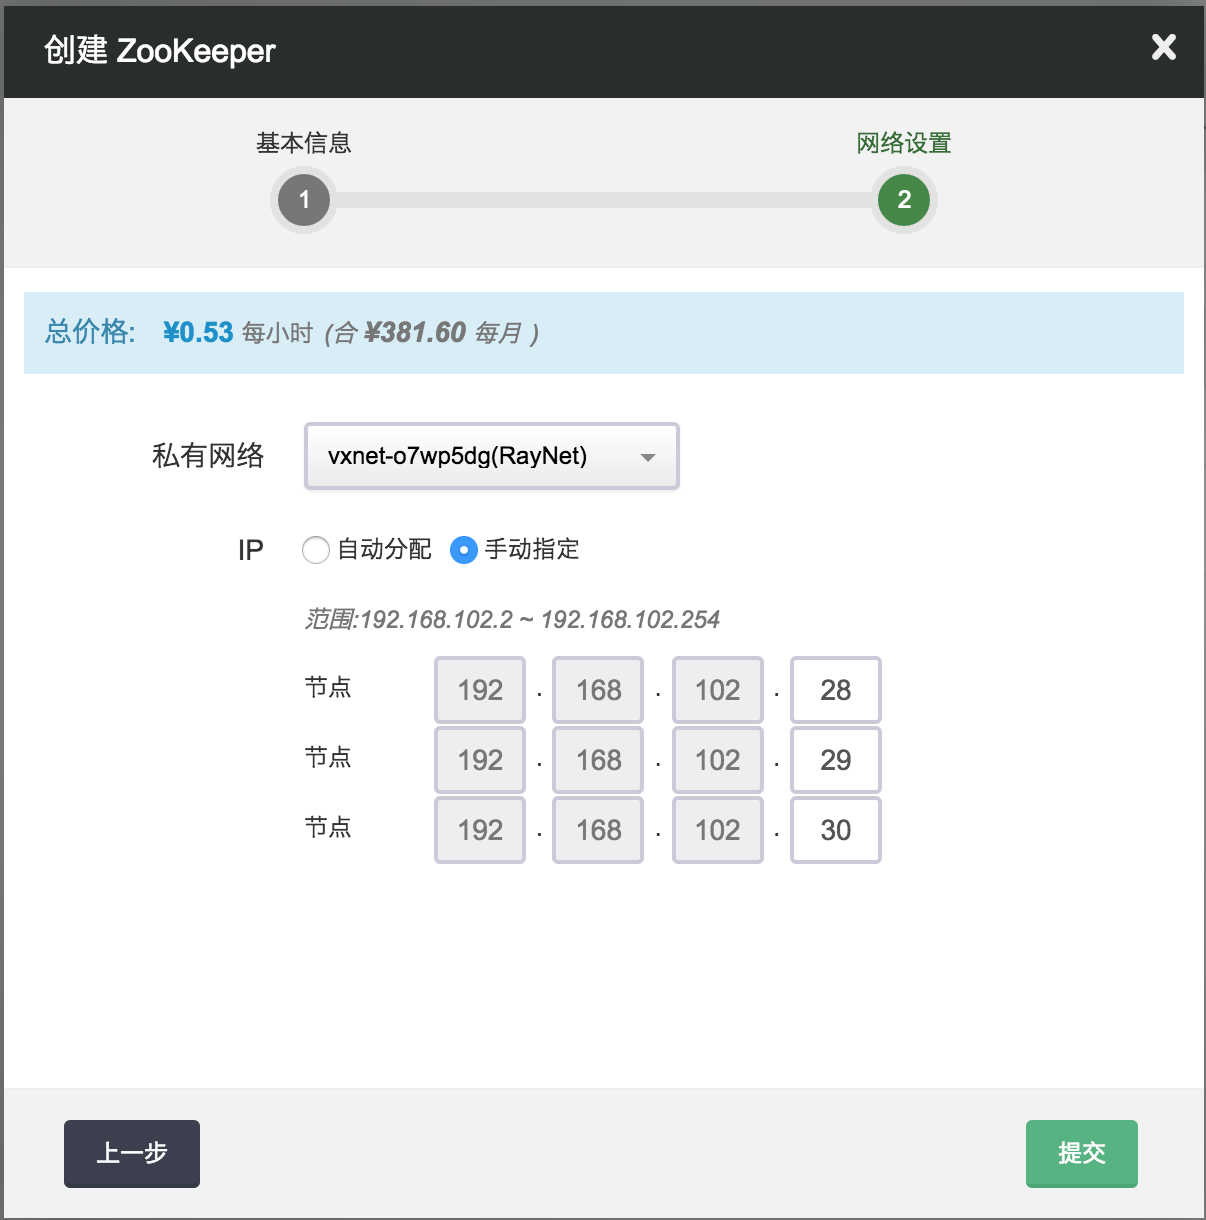 创建 ZooKeeper
基本信息 网络设置
1 2
总价格: ¥0.53 每小时 (合 ¥381.60 每月 )
私有网络 vxnet-o7wp5dg(RayNet)
IP 自动分配 手动指定
范围:192.168.102.2 ~ 192.168.102.254
节点 192 . 168 . 102 . 28
节点 192 . 168 . 102 . 29
节点 192 . 168 . 102 . 30
上一步 提交